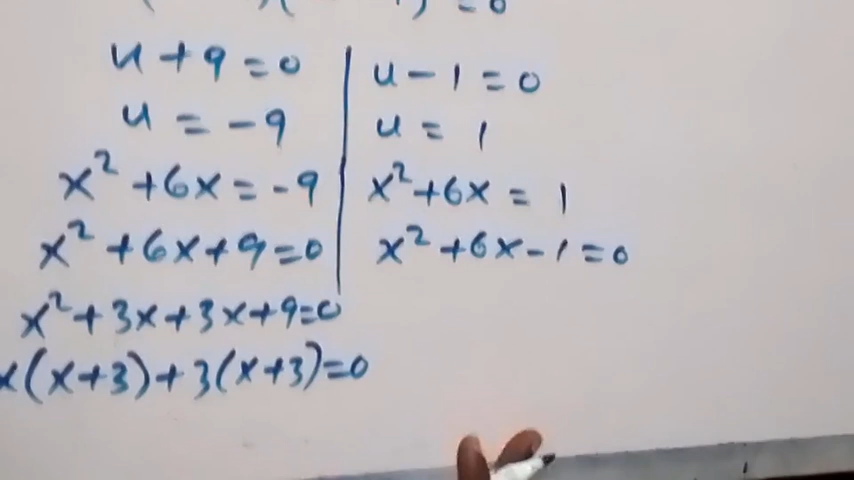 = 0
u + 9 = 0
u = -9
x² + 6x = -9
x² + 6x + 9 = 0
x² + 3x + 3x + 9 = 0
x(x+3) + 3(x+3) = 0
u - 1 = 0
u = 1
x² + 6x = 1
x² + 6x - 1 = 0